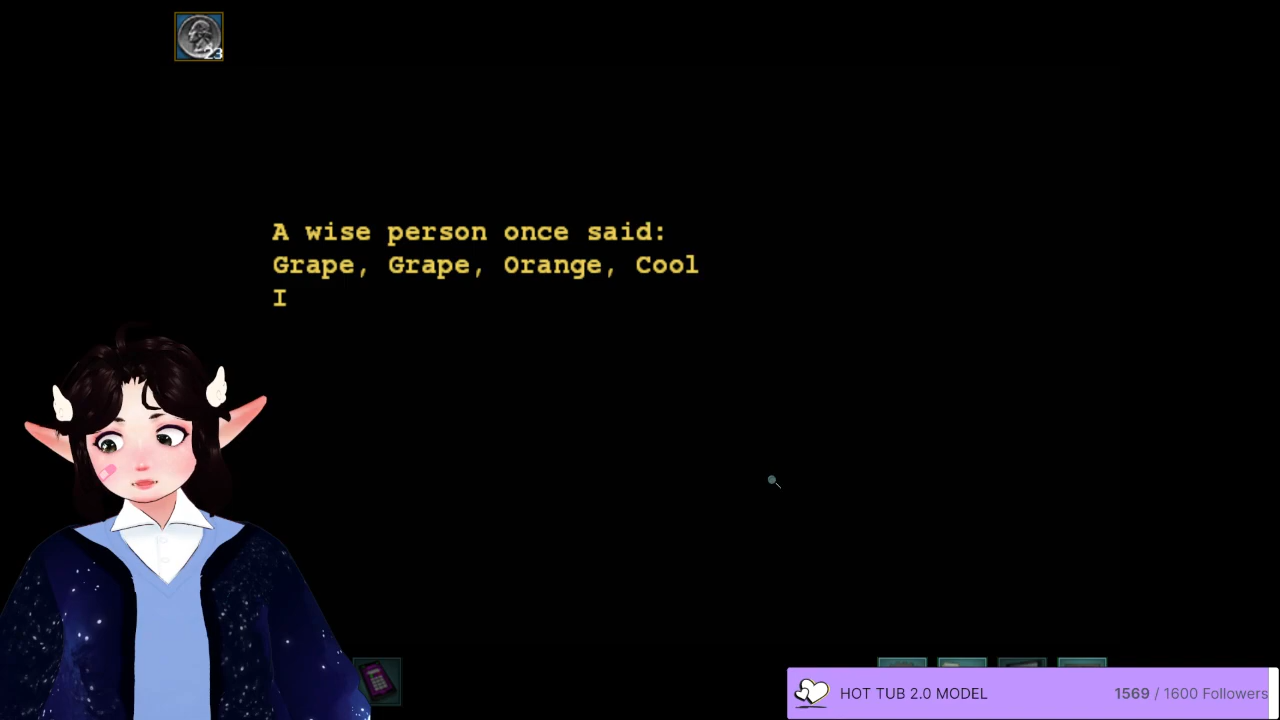 23
A wise person once said:
Grape, Grape, Orange, Cool
I
HOT TUB 2.0 MODEL
1569 / 1600 Followers